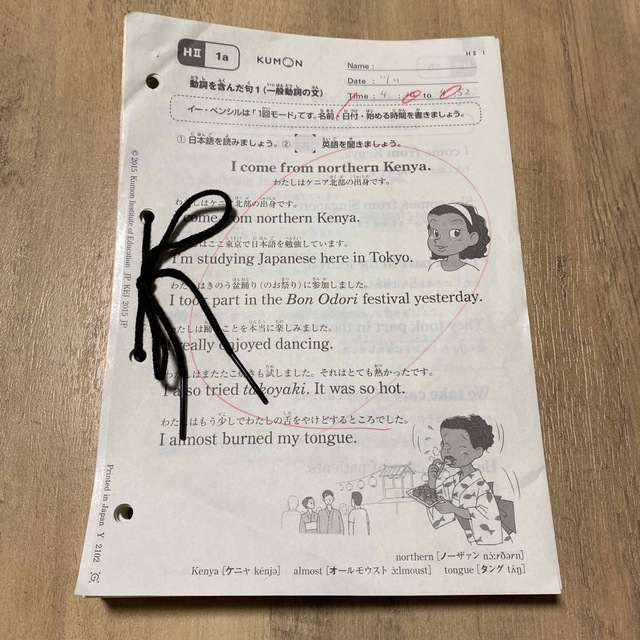 HⅡ 1a KUMON
HⅡ 1
Name :
Date : 11/11
Time : 4 : to : 52
動詞を含んだ句1(一般動詞の文)
イー・ペンシルは「1回モード」です。名前・日付・始める時間を書きましょう。
① 日本語を読みましょう。② 英語を聞きましょう。
I come from northern Kenya.
わたしはケニア北部の出身です。
わたしはケニア北部の出身です。
come from northern Kenya.
はここ東京で日本語を勉強しています。
I'm studying Japanese here in Tokyo.
わたしはきのう盆踊り(のお祭り)に参加しました。
I took part in the Bon Odori festival yesterday.
わたしは踊ることを本当に楽しみました。
really enjoyed dancing.
わたしはまたたこ焼きも試しました。それはとても熱かったです。
I also tried takoyaki. It was so hot.
わたしはもう少しでわたしの舌をやけどするところでした。
I almost burned my tongue.
northern [ノーザァン nɔ́ːrðərn]
Kenya [ケニャ kénjə] almost [オールモウスト ɔ́ːlmoust] tongue [タング tʌ́ŋ]
© 2015 Kumon Institute of Education JP KEJ 2015 JP
Printed in Japan Y 2102